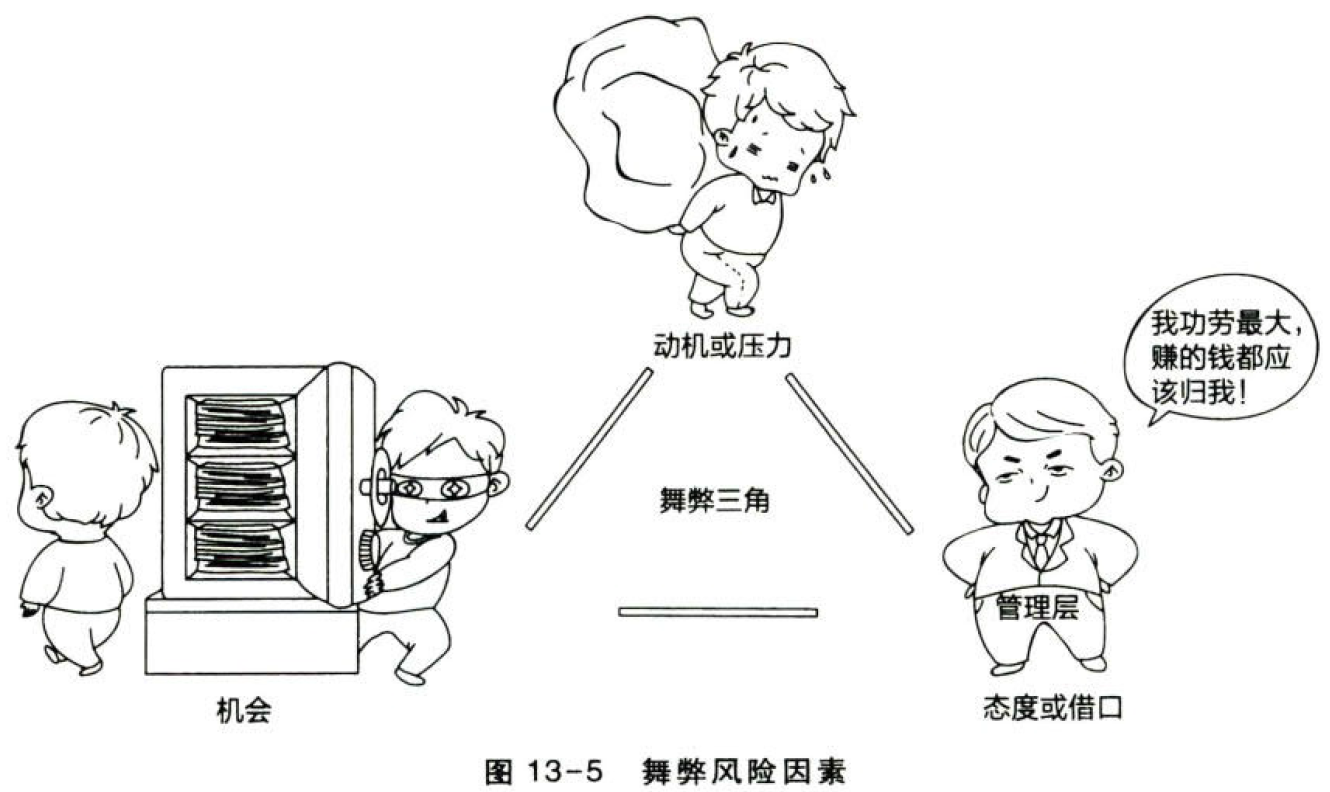 动机或压力
我功劳最大，
赚的钱都应
该归我！
舞弊三角
管理层
机会
态度或借口
图 13-5 舞弊风险因素